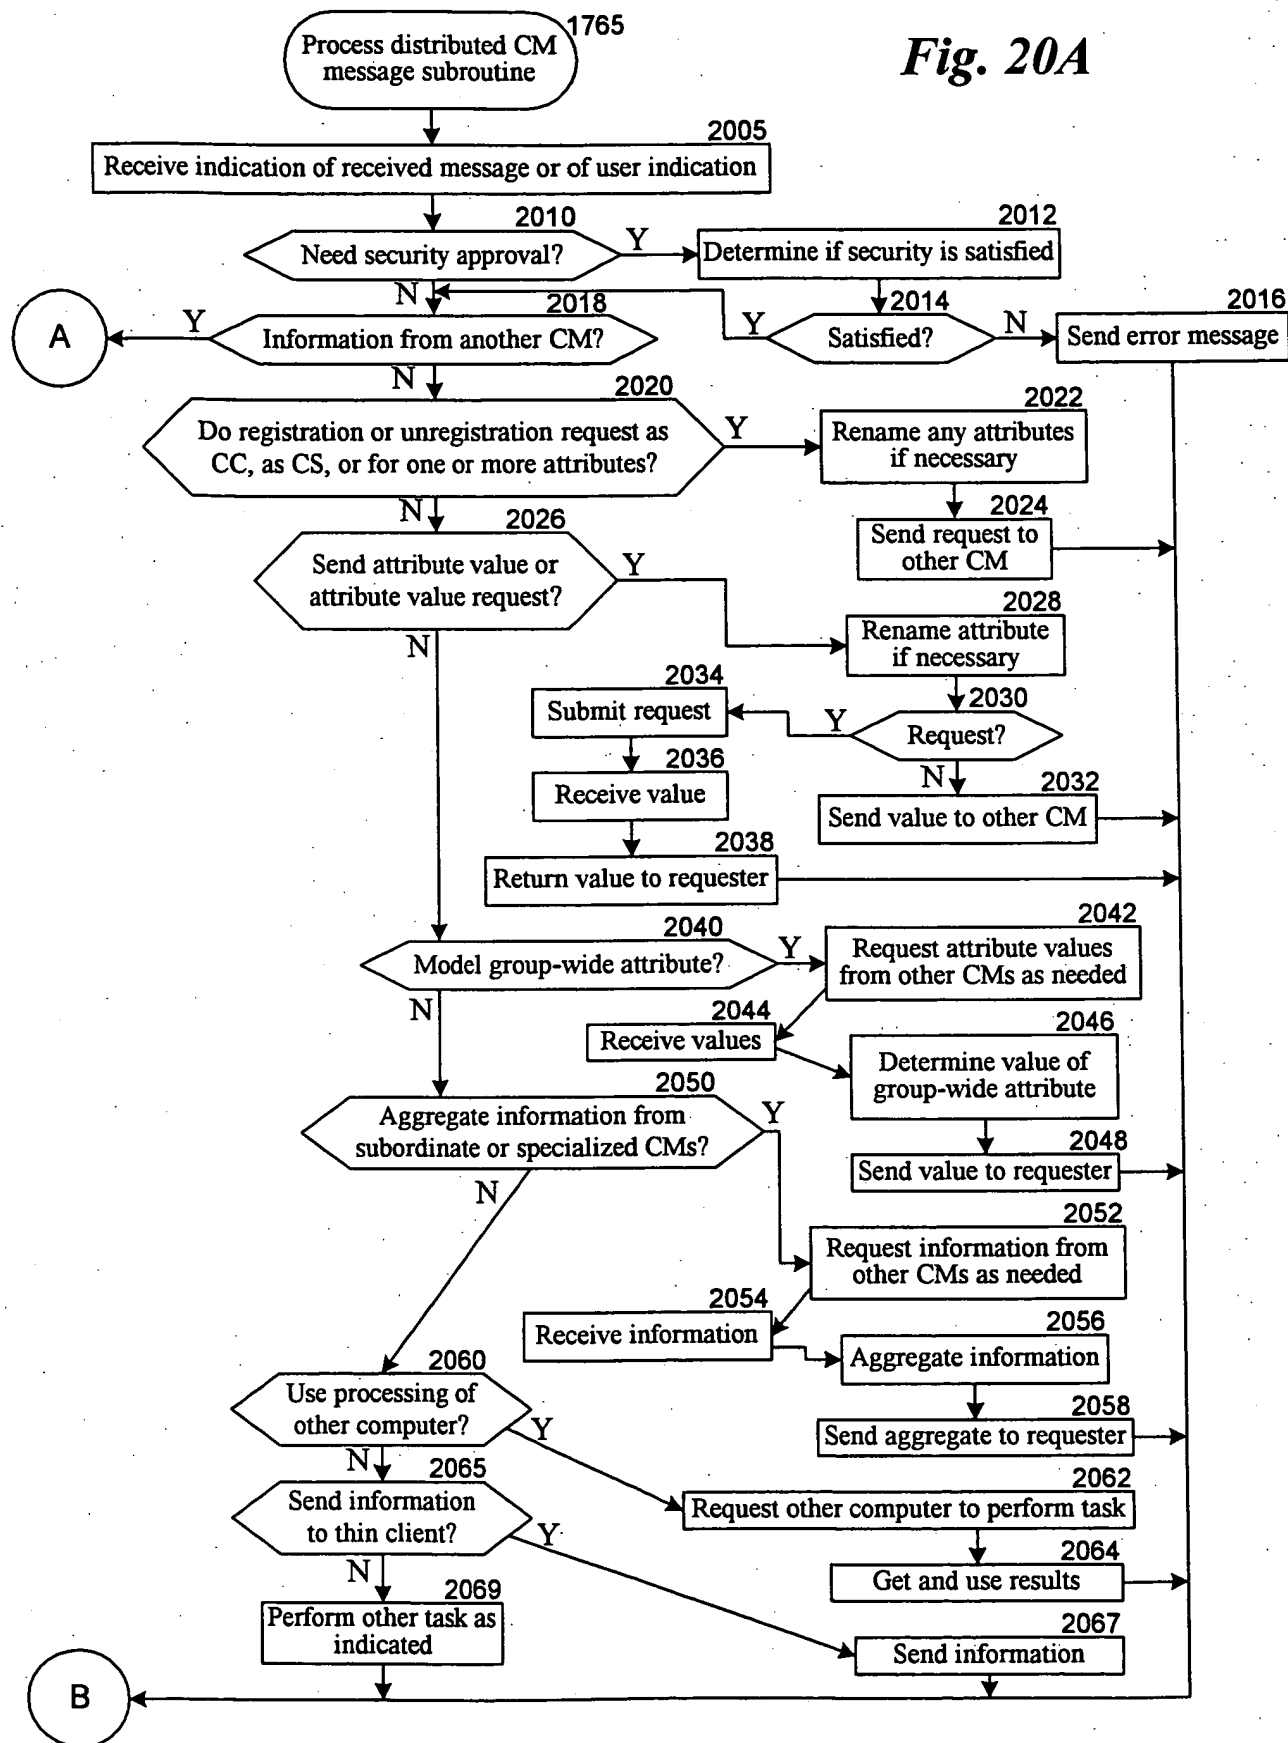 1765
Process distributed CM
message subroutine
Fig. 20A
2005
Receive indication of received message or of user indication
2010
Need security approval?
Y
2012
Determine if security is satisfied
N
2018
Information from another CM?
Y
A
2014
Satisfied?
Y
N
2016
Send error message
N
2020
Do registration or unregistration request as
CC, as CS, or for one or more attributes?
Y
2022
Rename any attributes
if necessary
2024
Send request to
other CM
N
2026
Send attribute value or
attribute value request?
Y
2028
Rename attribute
if necessary
N
2030
Request?
Y
2034
Submit request
2036
Receive value
N
2032
Send value to other CM
2038
Return value to requester
2040
Model group-wide attribute?
Y
2042
Request attribute values
from other CMs as needed
N
2044
Receive values
2046
Determine value of
group-wide attribute
2048
Send value to requester
2050
Aggregate information from
subordinate or specialized CMs?
Y
N
2052
Request information from
other CMs as needed
2054
Receive information
2056
Aggregate information
2058
Send aggregate to requester
2060
Use processing of
other computer?
Y
N
2062
Request other computer to perform task
2064
Get and use results
2065
Send information
to thin client?
Y
N
2067
Send information
2069
Perform other task as
indicated
B